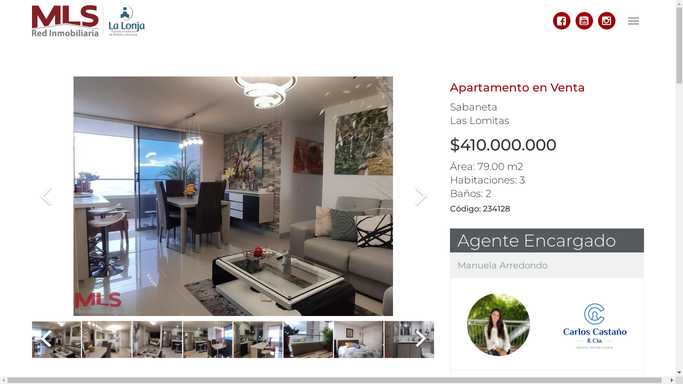 MLS
Red Inmobiliaria
La Lonja
Apartamento en Venta
Sabaneta
Las Lomitas
$410.000.000
Área: 79.00 m2
Habitaciones: 3
Baños: 2
Código: 234128
Agente Encargado
Manuela Arredondo
MLS
Carlos Castaño
& Cia.